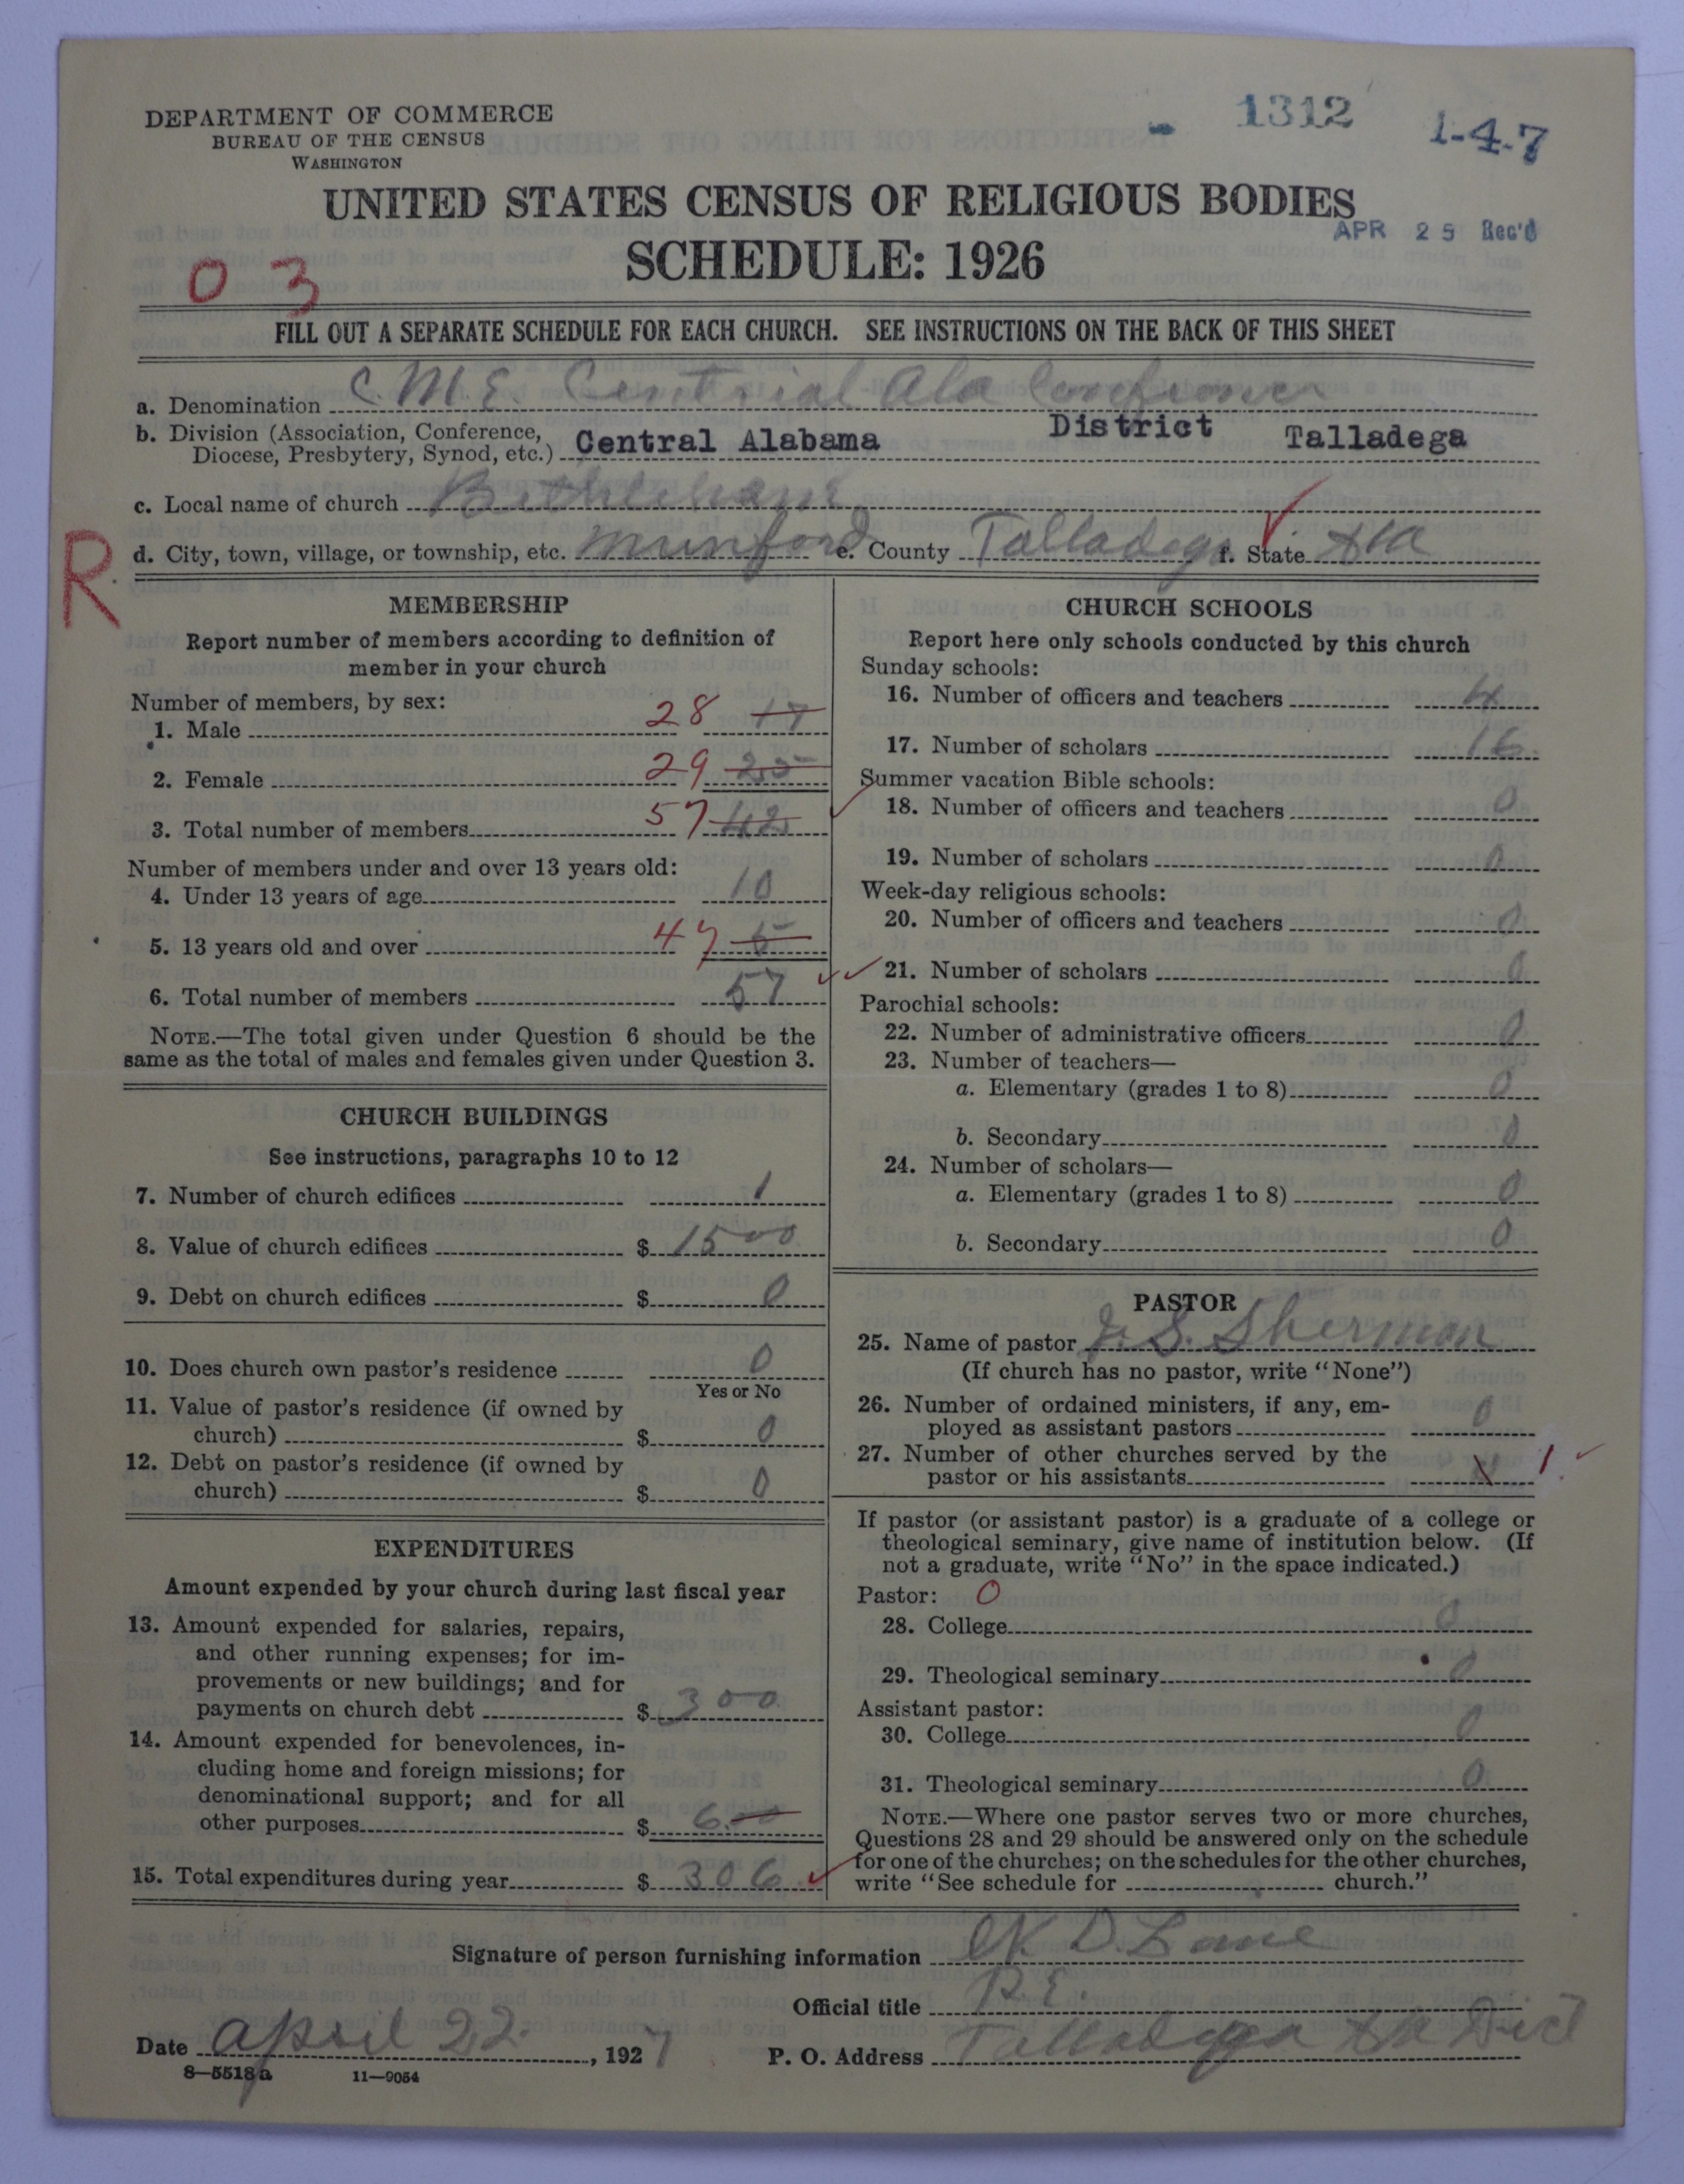 DEPARTMENT OF COMMERCE
BUREAU OF THE CENSUS
WASHINGTON
1312
1-4-7
UNITED STATES CENSUS OF RELIGIOUS BODIES
APR 25 Rec'd
SCHEDULE: 1926
0 3
FILL OUT A SEPARATE SCHEDULE FOR EACH CHURCH. SEE INSTRUCTIONS ON THE BACK OF THIS SHEET
a. Denomination C.M.E. Central Ala Conference
b. Division (Association, Conference, Diocese, Presbytery, Synod, etc.) Central Alabama District Talladega
c. Local name of church Bethlehem
R
d. City, town, village, or township, etc. Munford e. County Talladega f. State Ala
MEMBERSHIP
Report number of members according to definition of
member in your church
Number of members, by sex:
1. Male 28 17
2. Female 29 25
3. Total number of members 57 42
Number of members under and over 13 years old:
4. Under 13 years of age 10
5. 13 years old and over 47 5
6. Total number of members 57
NOTE.—The total given under Question 6 should be the
same as the total of males and females given under Question 3.
CHURCH BUILDINGS
See instructions, paragraphs 10 to 12
7. Number of church edifices 1
8. Value of church edifices $ 1500
9. Debt on church edifices $ 0
10. Does church own pastor's residence 0
Yes or No
11. Value of pastor's residence (if owned by
church) $ 0
12. Debt on pastor's residence (if owned by
church) $ 0
EXPENDITURES
Amount expended by your church during last fiscal year
13. Amount expended for salaries, repairs,
and other running expenses; for im-
provements or new buildings; and for
payments on church debt $ 300
14. Amount expended for benevolences, in-
cluding home and foreign missions; for
denominational support; and for all
other purposes $ 6.00
15. Total expenditures during year $ 306
CHURCH SCHOOLS
Report here only schools conducted by this church
Sunday schools:
16. Number of officers and teachers 4
17. Number of scholars 16
Summer vacation Bible schools:
18. Number of officers and teachers 0
19. Number of scholars 0
Week-day religious schools:
20. Number of officers and teachers 0
21. Number of scholars 0
Parochial schools:
22. Number of administrative officers 0
23. Number of teachers—
a. Elementary (grades 1 to 8) 0
b. Secondary 0
24. Number of scholars—
a. Elementary (grades 1 to 8) 0
b. Secondary 0
PASTOR
25. Name of pastor J. S. Sherman
(If church has no pastor, write "None")
26. Number of ordained ministers, if any, em-
ployed as assistant pastors 0
27. Number of other churches served by the
pastor or his assistants 1
If pastor (or assistant pastor) is a graduate of a college or
theological seminary, give name of institution below. (If
not a graduate, write "No" in the space indicated.)
Pastor: 0
28. College 0
29. Theological seminary 0
Assistant pastor:
30. College 0
31. Theological seminary 0
NOTE.—Where one pastor serves two or more churches,
Questions 28 and 29 should be answered only on the schedule
for one of the churches; on the schedules for the other churches,
write "See schedule for church."
Signature of person furnishing information D. Lane
Official title P.E.
Date April 22, 1927 P. O. Address Talladega Ala Dist
8—5518a 11—9054